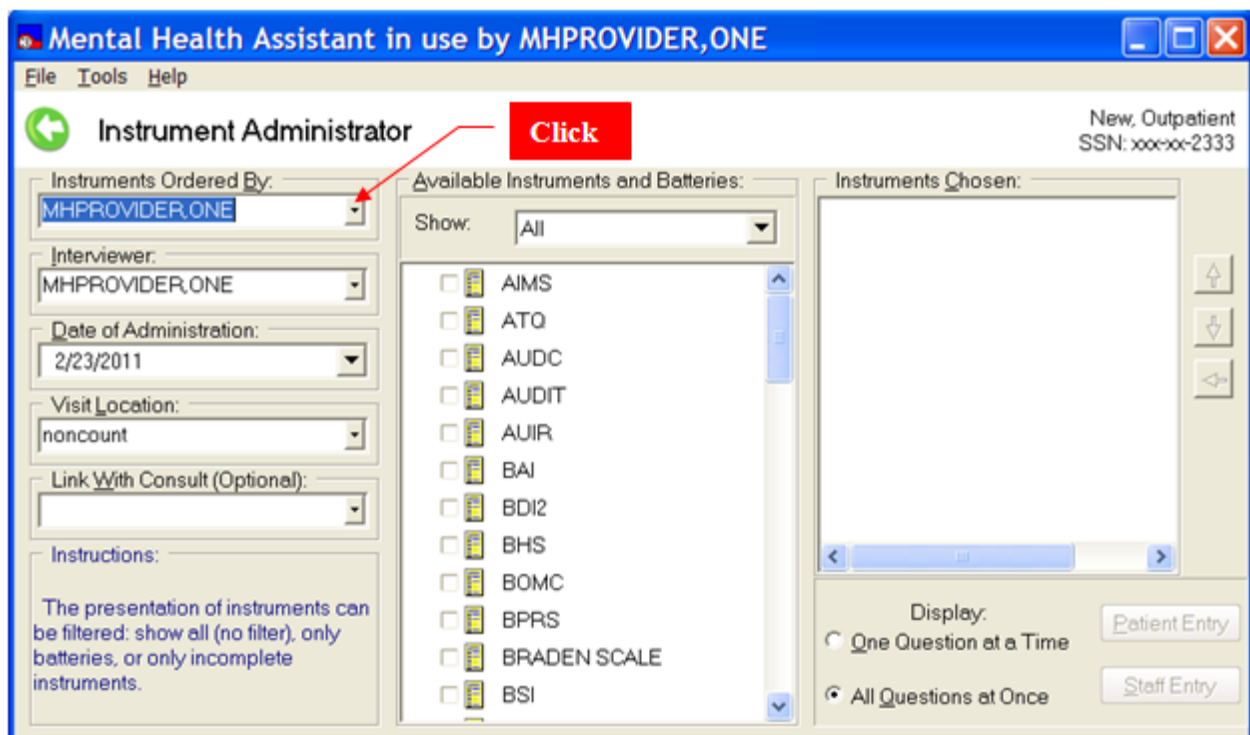 Mental Health Assistant in use by MHPROVIDER,ONE
File Tools Help
Instrument Administrator
Click
New, Outpatient
SSN: xxx-xx-2333
Instruments Ordered By:
MHPROVIDER,ONE
Interviewer:
MHPROVIDER,ONE
Date of Administration:
2/23/2011
Visit Location:
noncount
Link With Consult (Optional):
Instructions:
The presentation of instruments can
be filtered: show all (no filter), only
batteries, or only incomplete
instruments.
Available Instruments and Batteries:
Show: All
AIMS
ATQ
AUDC
AUDIT
AUIR
BAI
BDI2
BHS
BOMC
BPRS
BRADEN SCALE
BSI
Instruments Chosen:
Display:
One Question at a Time
All Questions at Once
Patient Entry
Staff Entry